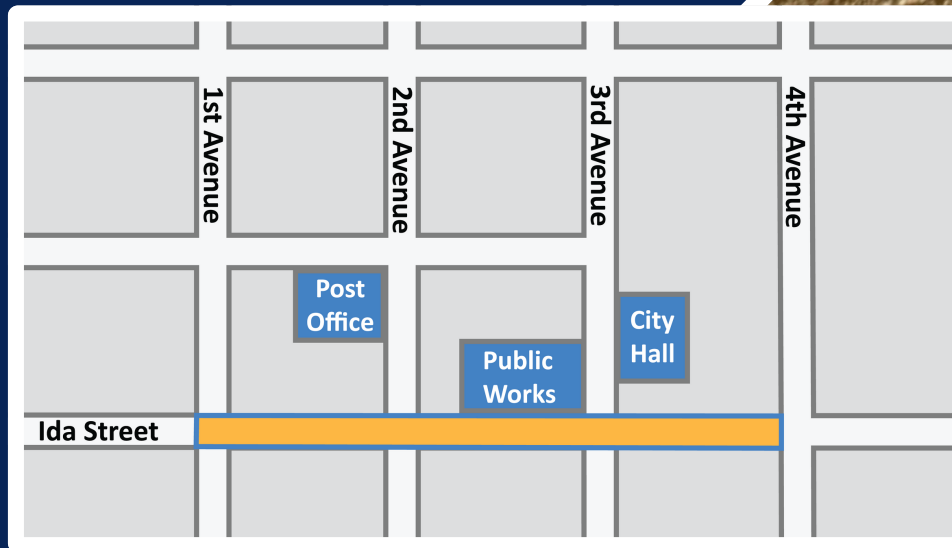 1st Avenue
2nd Avenue
3rd Avenue
4th Avenue
Post
Office
City
Hall
Public
Works
Ida Street